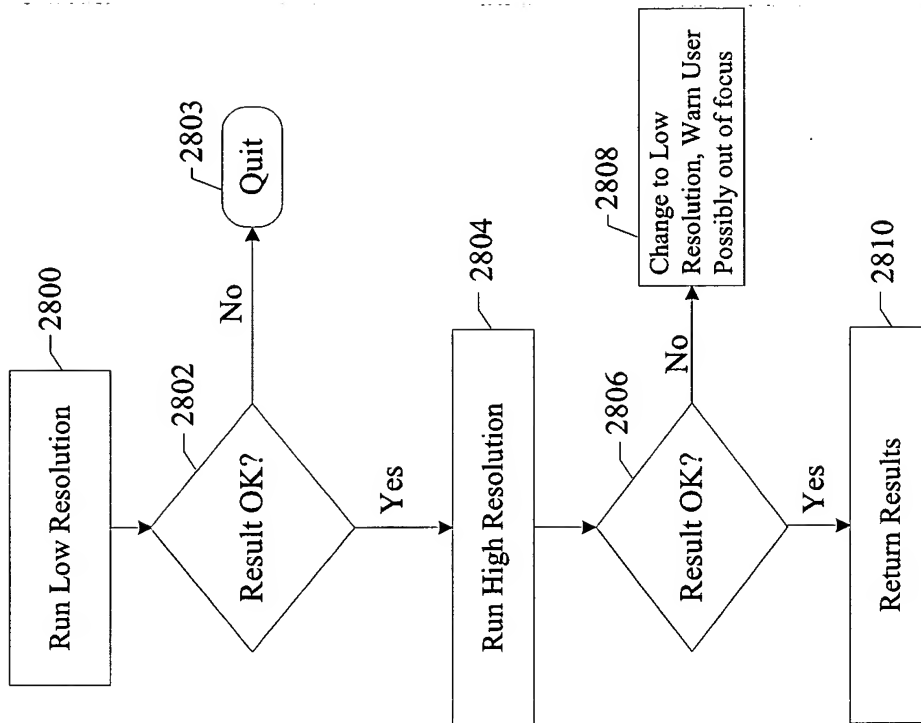 2800
Run Low Resolution
2802
Result OK?
No
2803
Quit
Yes
2804
Run High Resolution
2806
Result OK?
No
2808
Change to Low
Resolution, Warn User
Possibly out of focus
Yes
2810
Return Results